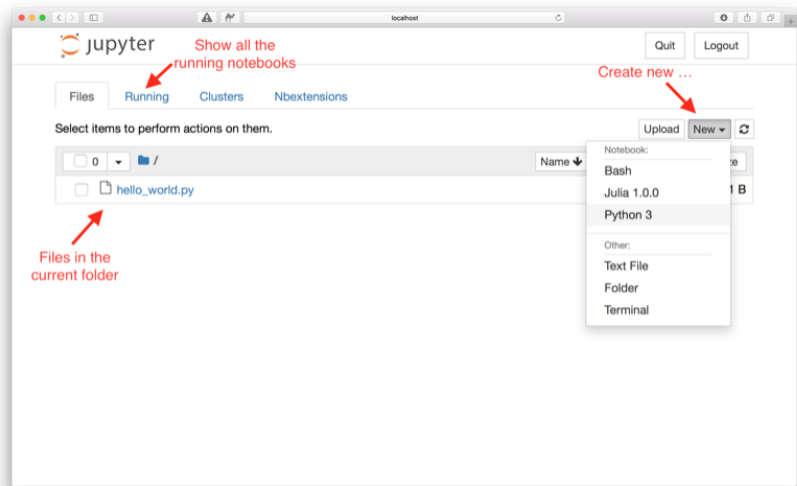 localhost
jupyter
Quit
Logout
Show all the
running notebooks
Create new …
Files
Running
Clusters
Nbextensions
Select items to perform actions on them.
Upload
New
0
/
Name
hello_world.py
Notebook:
Bash
Julia 1.0.0
Python 3
Other:
Text File
Folder
Terminal
B
Files in the
current folder